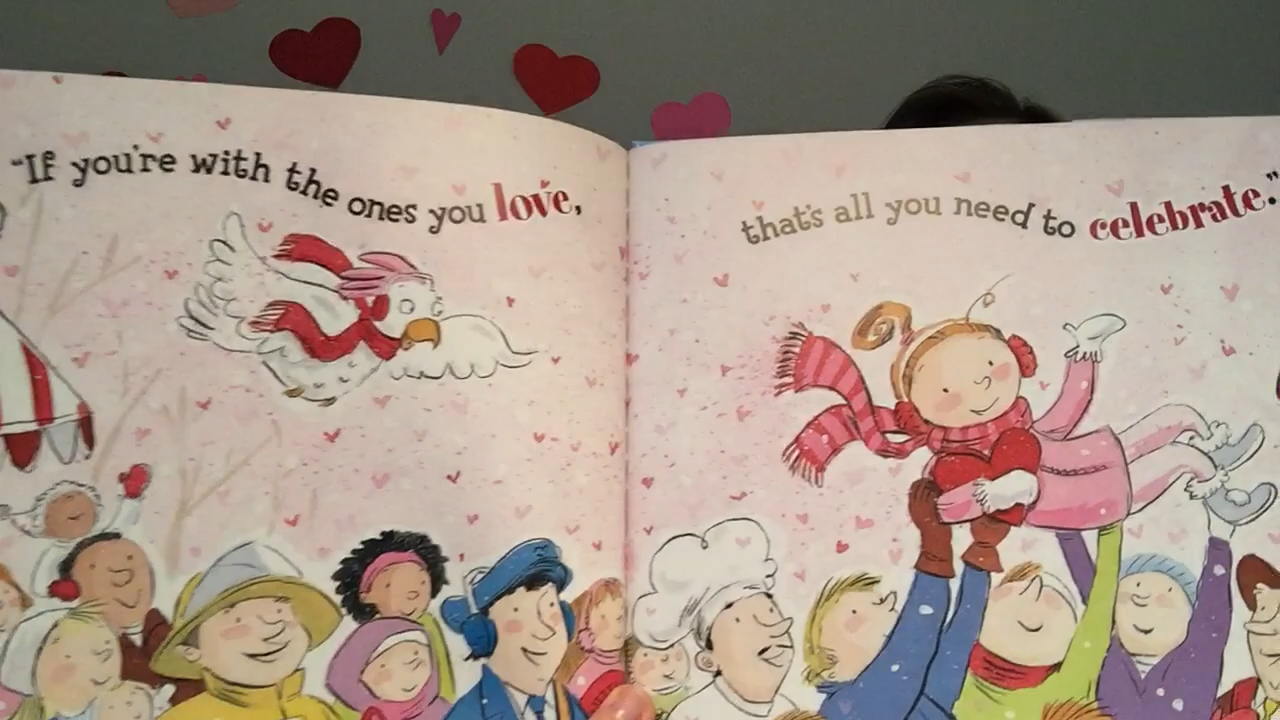 “If you're with the ones you love,
that's all you need to celebrate.”